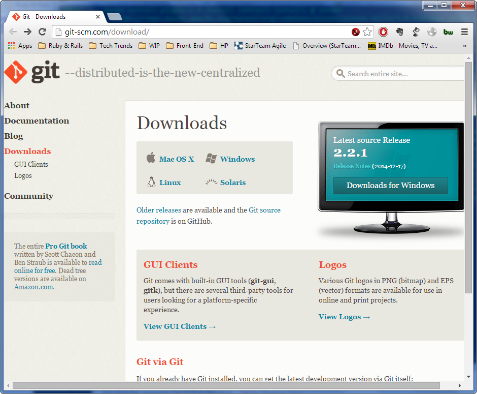 Git - Downloads
git-scm.com/download/
Apps Ruby & Rails Tech Trends WIP Front-End HP StarTeam-Agile Overview (StarTeam... IMDb Movies, TV a...
git --distributed-is-the-new-centralized
Search entire site...
About
Documentation
Blog
Downloads
GUI Clients
Logos
Community
The entire Pro Git book
written by Scott Chacon and
Ben Straub is available to read
online for free. Dead tree
versions are available on
Amazon.com.
Downloads
Mac OS X Windows
Linux Solaris
Older releases are available and the Git source
repository is on GitHub.
Latest source Release
2.2.1
Release Notes (2014-12-17)
Downloads for Windows
GUI Clients
Git comes with built-in GUI tools (git-gui,
gitk), but there are several third-party tools for
users looking for a platform-specific
experience.
View GUI Clients →
Logos
Various Git logos in PNG (bitmap) and EPS
(vector) formats are available for use in
online and print projects.
View Logos →
Git via Git
If you already have Git installed, you can get the latest development version via Git itself: